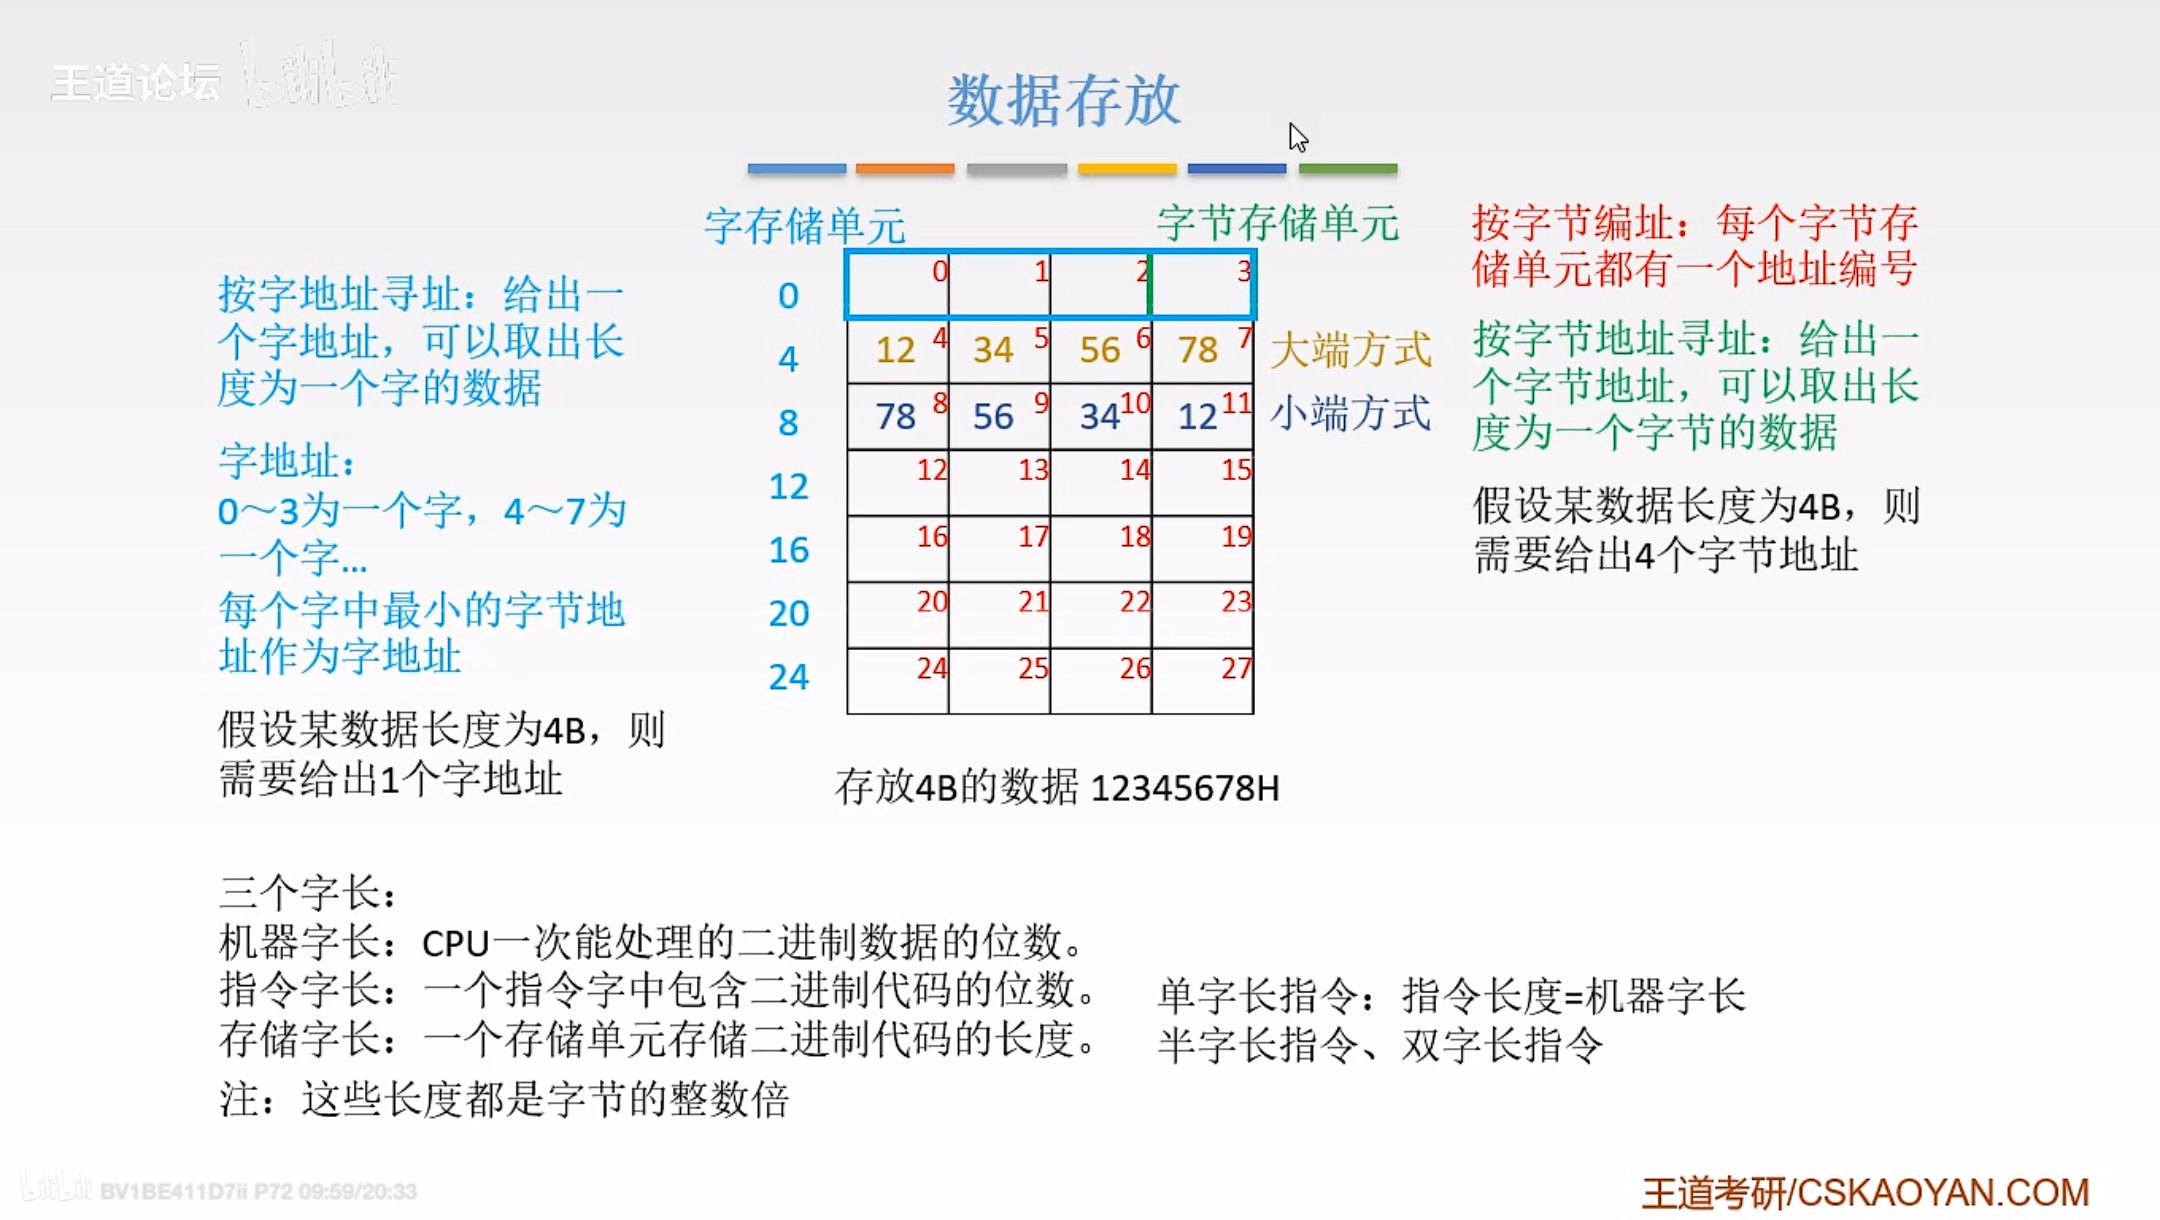 王道论坛 bilibili
数据存放
字存储单元
字节存储单元
按字地址寻址：给出一
个字地址，可以取出长
度为一个字的数据
字地址：
0～3为一个字，4～7为
一个字...
每个字中最小的字节地
址作为字地址
假设某数据长度为4B，则
需要给出1个字地址
0 0 1 2 3
4 12 4 34 5 56 6 78 7 大端方式
8 78 8 56 9 34 10 12 11 小端方式
12 12 13 14 15
16 16 17 18 19
20 20 21 22 23
24 24 25 26 27
存放4B的数据 12345678H
按字节编址：每个字节存
储单元都有一个地址编号
按字节地址寻址：给出一
个字节地址，可以取出长
度为一个字节的数据
假设某数据长度为4B，则
需要给出4个字节地址
三个字长：
机器字长：CPU一次能处理的二进制数据的位数。
指令字长：一个指令字中包含二进制代码的位数。
存储字长：一个存储单元存储二进制代码的长度。
注：这些长度都是字节的整数倍
单字长指令：指令长度=机器字长
半字长指令、双字长指令
bilibili BV1BE411D7ii P72 09:59/20:33
王道考研/CSKAOYAN.COM